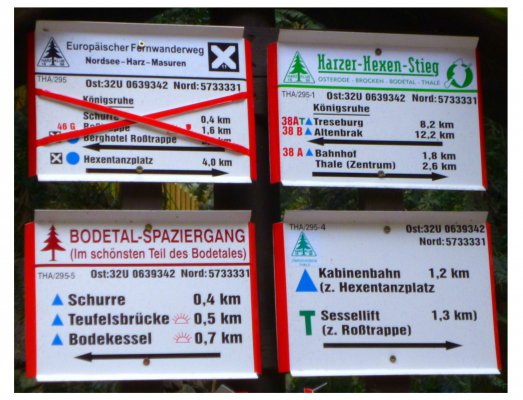 Europäischer Fernwanderweg
Nordsee-Harz-Masuren
THA/295
Ost:32U 0639342 Nord:5733331
Königsruhe
Schurre 0,4 km
46 G Roßtrappe 1,6 km
Berghotel Roßtrappe
Hexentanzplatz 4,0 km
Harzer-Hexen-Stieg
OSTERODE - BROCKEN - BODETAL - THALE
THA/295-1
Ost:32U 0639342 Nord:5733331
Königsruhe
38A T Treseburg 8,2 km
38 B Altenbrak 12,2 km
38 A Bahnhof 1,8 km
Thale (Zentrum) 2,6 km
BODETAL-SPAZIERGANG
(Im schönsten Teil des Bodetales)
THA/295-5 Ost:32U 0639342 Nord:5733331
Schurre 0,4 km
Teufelsbrücke 0,5 km
Bodekessel 0,7 km
THA/295-4 Ost:32U 0639342
Nord:5733331
Kabinenbahn 1,2 km
(z. Hexentanzplatz
T Sessellift 1,3 km)
(z. Roßtrappe)